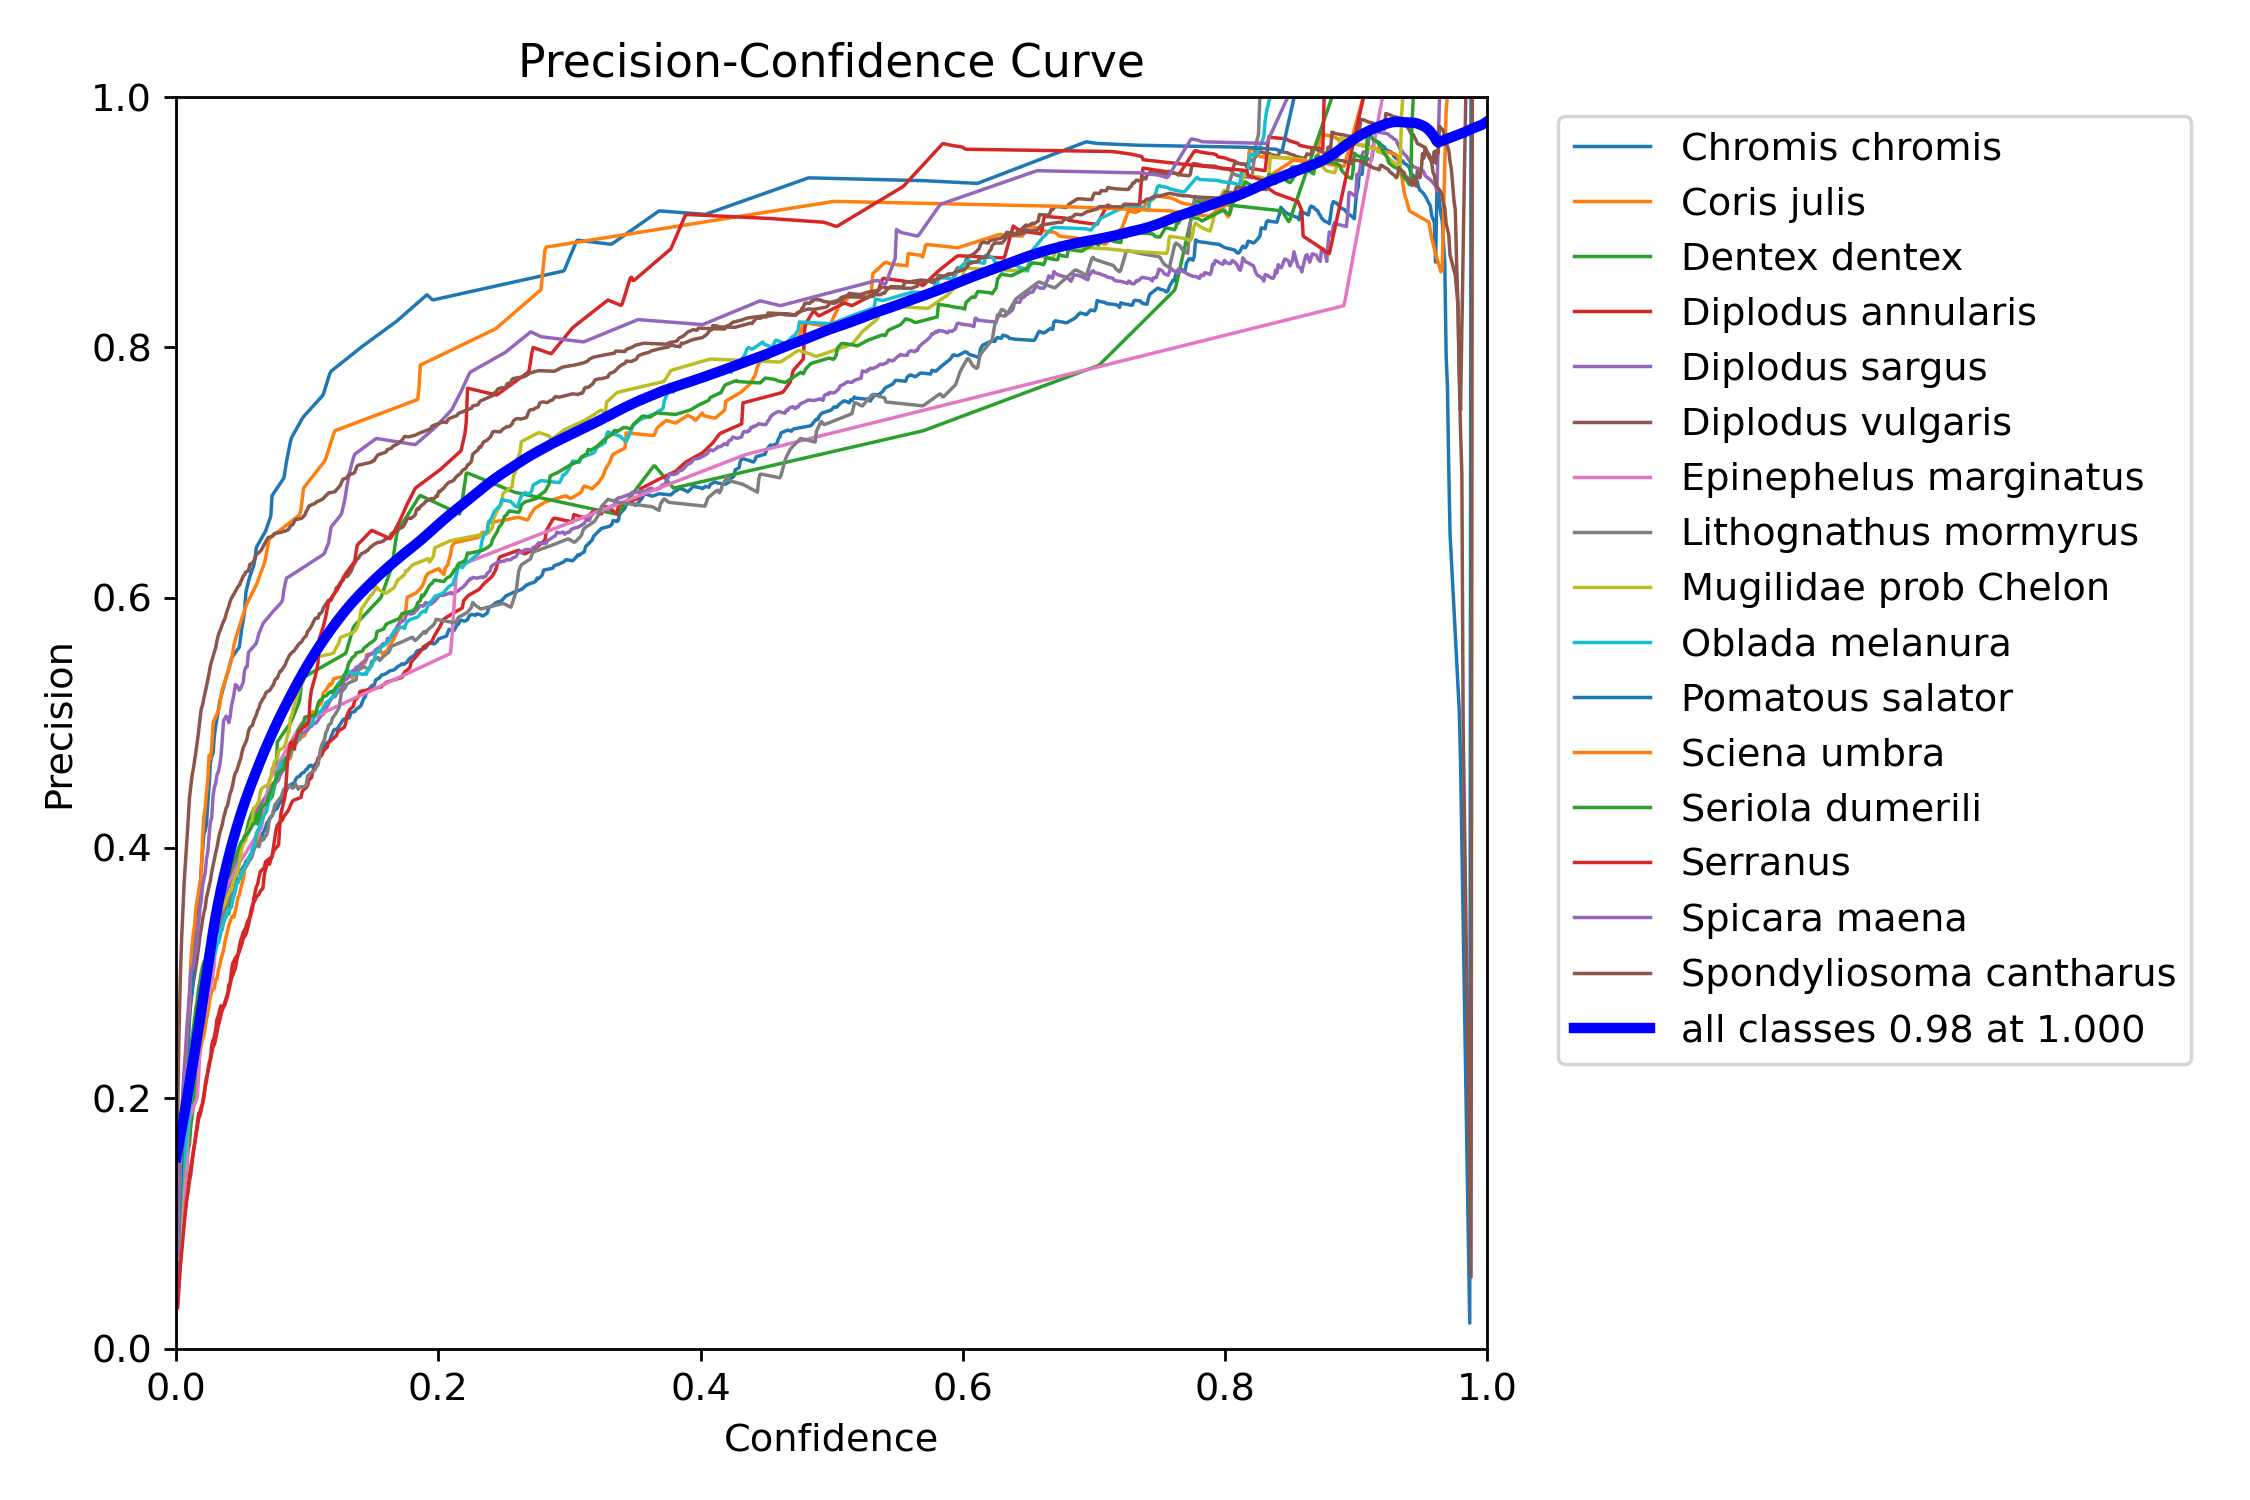 Precision-Confidence Curve
1.0
0.8
0.6
0.4
0.2
0.0
Precision
0.0 0.2 0.4 0.6 0.8 1.0
Confidence
Chromis chromis
Coris julis
Dentex dentex
Diplodus annularis
Diplodus sargus
Diplodus vulgaris
Epinephelus marginatus
Lithognathus mormyrus
Mugilidae prob Chelon
Oblada melanura
Pomatous salator
Sciena umbra
Seriola dumerili
Serranus
Spicara maena
Spondyliosoma cantharus
all classes 0.98 at 1.000